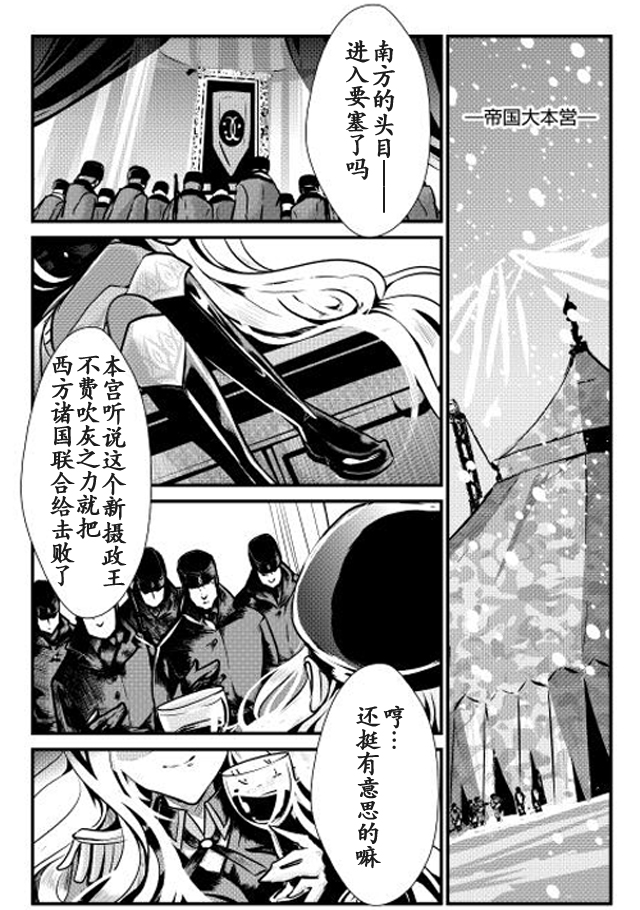 —帝国大本営—
南方的头目——
进入要塞了吗
本宫听说这个新摄政王
不费吹灰之力就把
西方诸国联合给击败了
哼…
还挺有意思的嘛